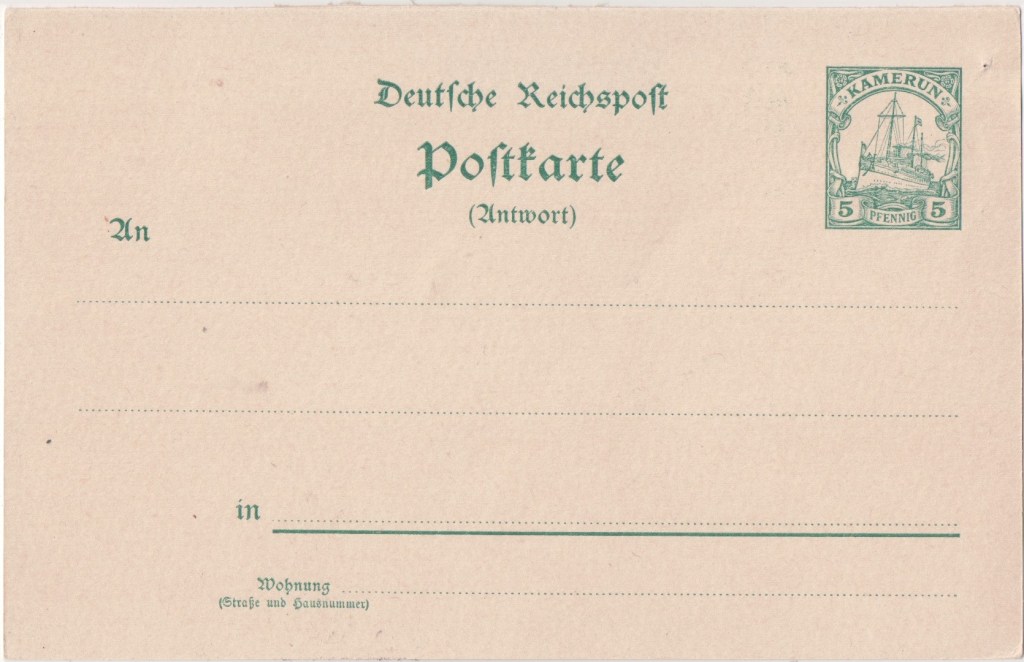 Deutsche Reichspost
Postkarte
(Antwort)
KAMERUN
5 PFENNIG 5
An
in
Wohnung
(Straße und Hausnummer)